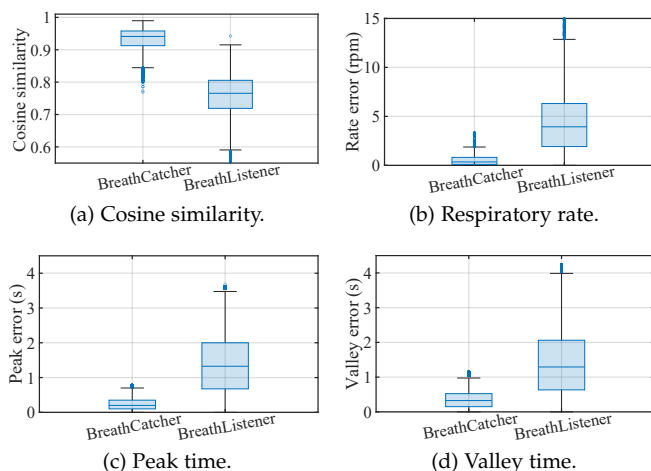 Cosine similarity
1
0.9
0.8
0.7
0.6
BreathCatcher
BreathListener
(a) Cosine similarity.
Rate error (rpm)
15
10
5
0
BreathCatcher
BreathListener
(b) Respiratory rate.
Peak error (s)
4
3
2
1
0
BreathCatcher
BreathListener
(c) Peak time.
Valley error (s)
4
3
2
1
0
BreathCatcher
BreathListener
(d) Valley time.